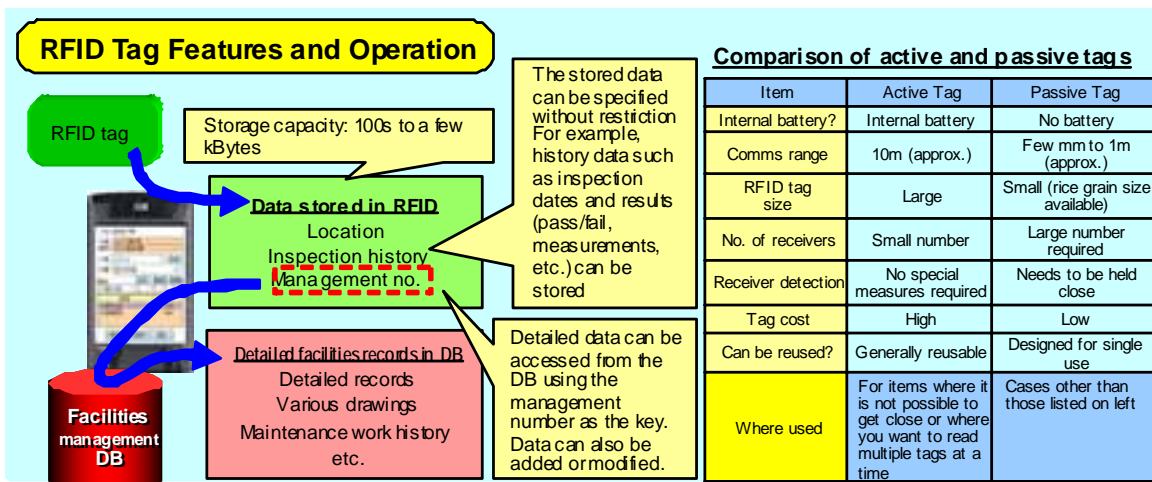 RFID Tag Features and Operation
RFID tag
Storage capacity: 100s to a few
kBytes
Data stored in RFID
Location
Inspection history
Management no.
The stored data
can be specified
without restriction
For example,
history data such
as inspection
dates and results
(pass/fail,
measurements,
etc.) can be
stored
Detailed facilities records in DB
Detailed records
Various drawings
Maintenance work history
etc.
Detailed data can be
accessed from the
DB using the
management
number as the key.
Data can also be
added or modified.
Facilities
management
DB
Comparison of active and passive tags
Item Active Tag Passive Tag
Internal battery? Internal battery No battery
Comms range 10m (approx.) Few mm to 1m
(approx.)
RFID tag
size Large Small (rice grain size
available)
No. of receivers Small number Large number
required
Receiver detection No special
measures required Needs to be held
close
Tag cost High Low
Can be reused? Generally reusable Designed for single
use
Where used
For items where it
is not possible to
get close or where
you want to read
multiple tags at a
time
Cases other than
those listed on left